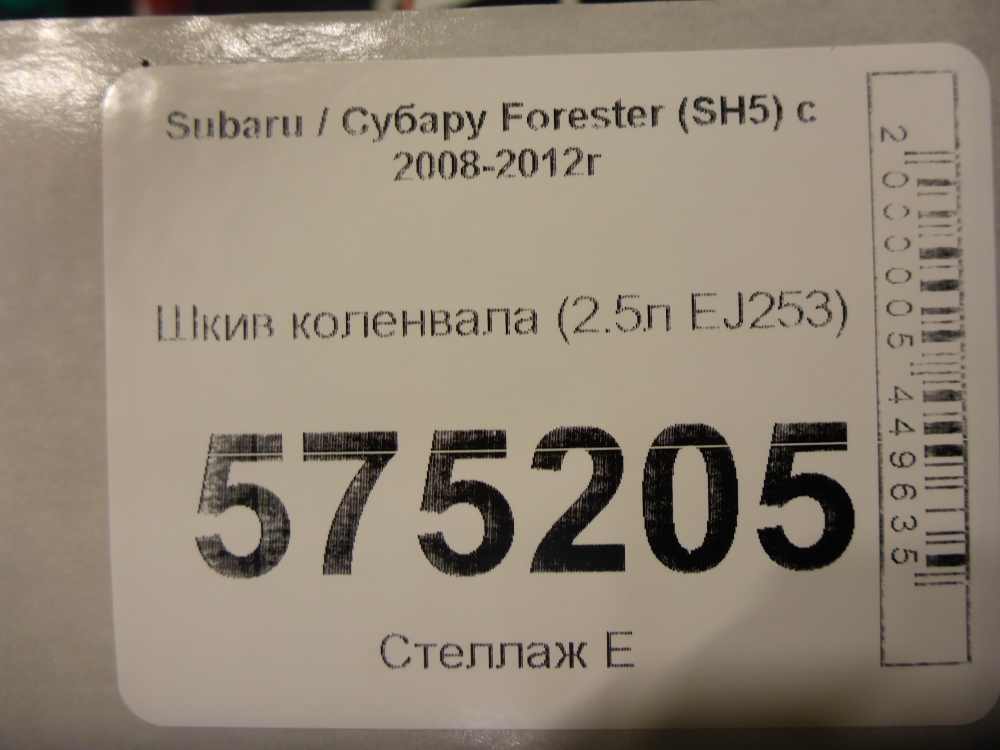 Subaru / Субару Forester (SH5) с
2008-2012г
Шкив коленвала (2.5л EJ253)
575205
Стеллаж Е
2000005449635